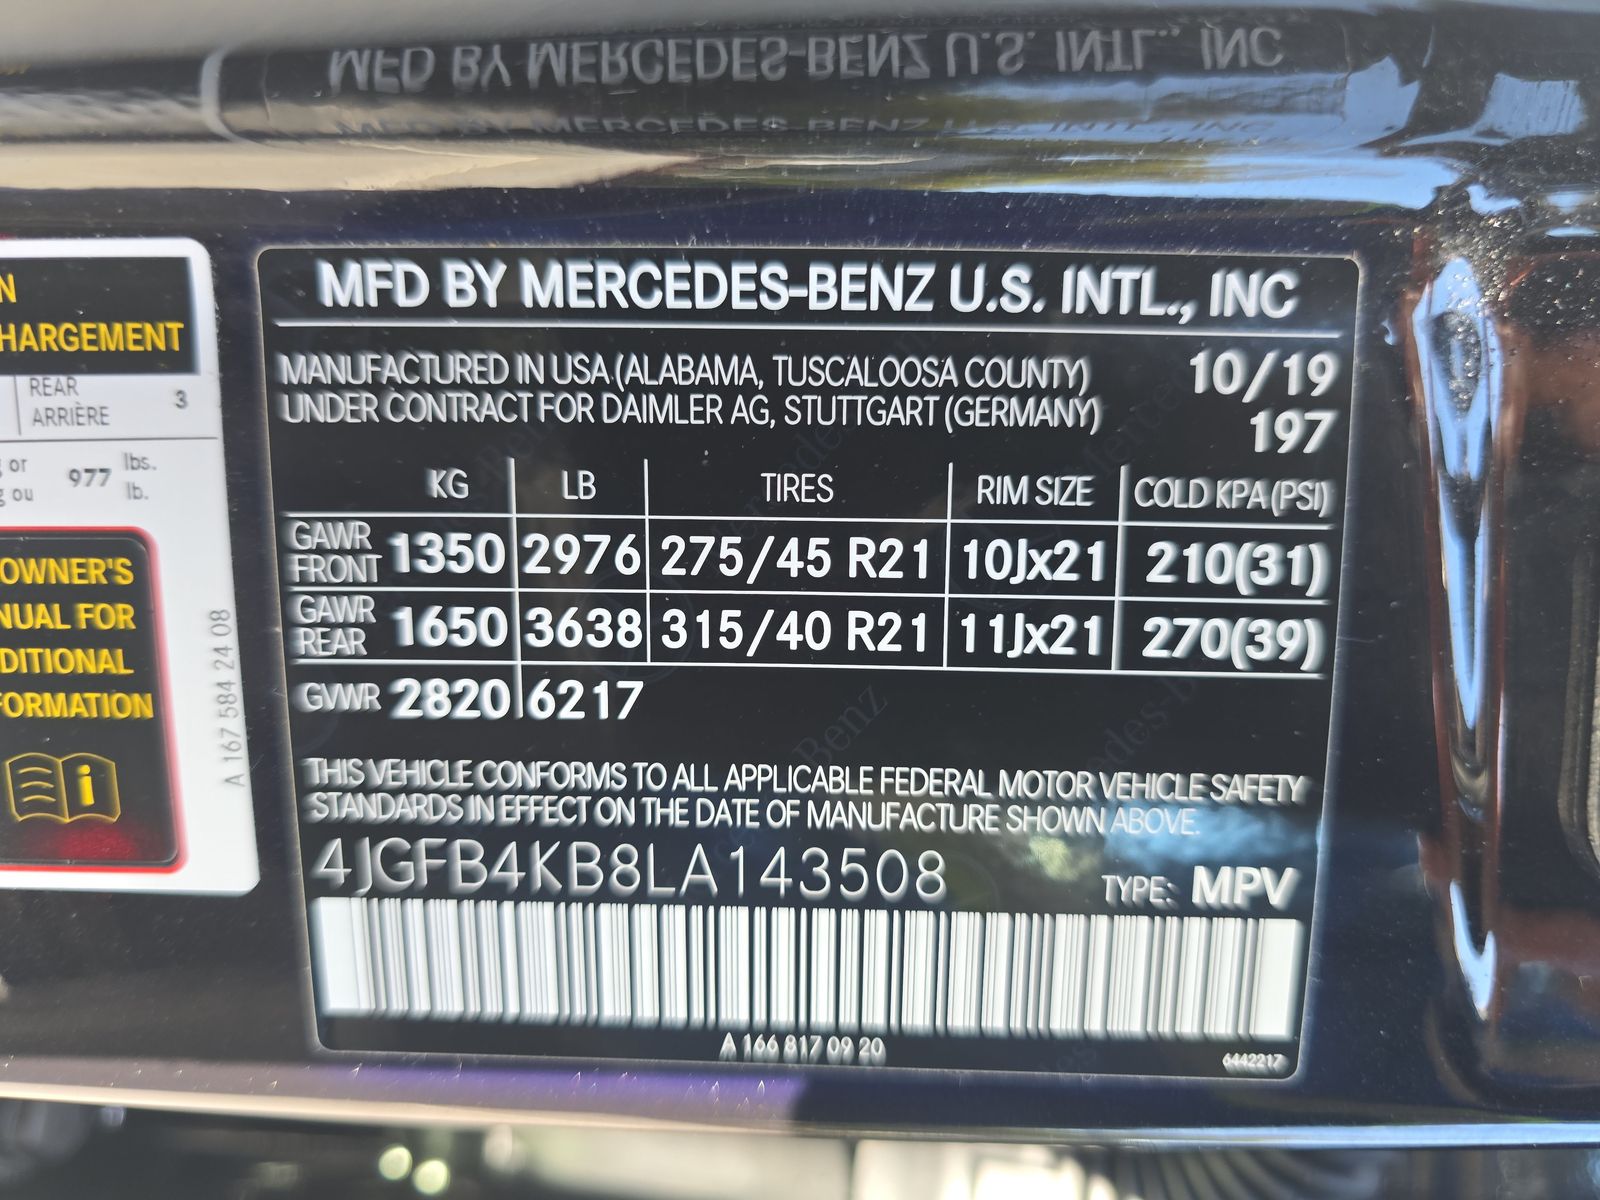 MFD BY MERCEDES-BENZ U.S. INTL., INC
MFD BY MERCEDES-BENZ U.S. INTL., INC
MANUFACTURED IN USA (ALABAMA, TUSCALOOSA COUNTY) 10/19
UNDER CONTRACT FOR DAIMLER AG, STUTTGART (GERMANY) 197
KG LB TIRES RIM SIZE COLD KPA (PSI)
GAWR FRONT 1350 2976 275/45 R21 10Jx21 210(31)
GAWR REAR 1650 3638 315/40 R21 11Jx21 270(39)
GVWR 2820 6217
THIS VEHICLE CONFORMS TO ALL APPLICABLE FEDERAL MOTOR VEHICLE SAFETY
STANDARDS IN EFFECT ON THE DATE OF MANUFACTURE SHOWN ABOVE.
4JGFB4KB8LA143508 TYPE: MPV
A 166 817 09 20 6442217
N
HARGEMENT
REAR
ARRIÈRE 3
or 977 lbs.
g ou lb.
OWNER'S
NUAL FOR
DITIONAL
FORMATION
i
A 167 584 24 08